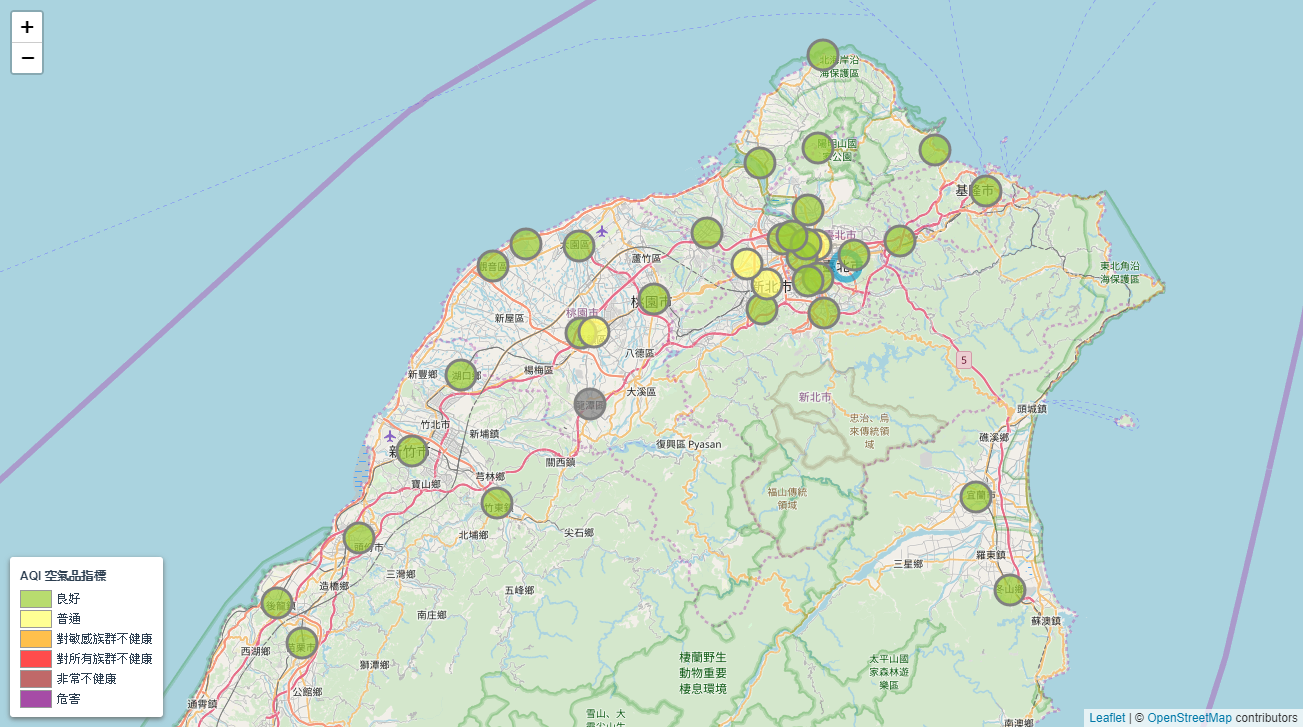 +
−
北海岸沿
海保護區
陽明山國
家公園
基隆市
臺北市
臺北市
東北角沿
海保護區
大園區
蘆竹區
觀音區
新北市
桃園市
桃園市
新屋區
八德區
5
新豐鄉
湖口鄉
楊梅區
大溪區
新北市
龍潭區
頭城鎮
竹北市
新埔鎮
忠治、烏
來傳統領
域
復興區 Pyasan
礁溪鄉
新竹市
關西鎮
芎林鄉
寶山鄉
福山傳統
領域
宜蘭市
竹東鎮
北埔鄉
尖石鄉
頭份市
羅東鎮
三星鄉
三灣鄉
造橋鄉
五峰鄉
冬山鄉
後龍鎮
南庄鄉
蘇澳鎮
苗栗市
西湖鄉
獅潭鄉
棲蘭野生
動物重要
棲息環境
太平山國
家森林遊
樂區
公館鄉
通霄鎮
雪山、大
南澳鄉
AQI 空氣品指標
良好
普通
對敏感族群不健康
對所有族群不健康
非常不健康
危害
Leaflet | © OpenStreetMap contributors